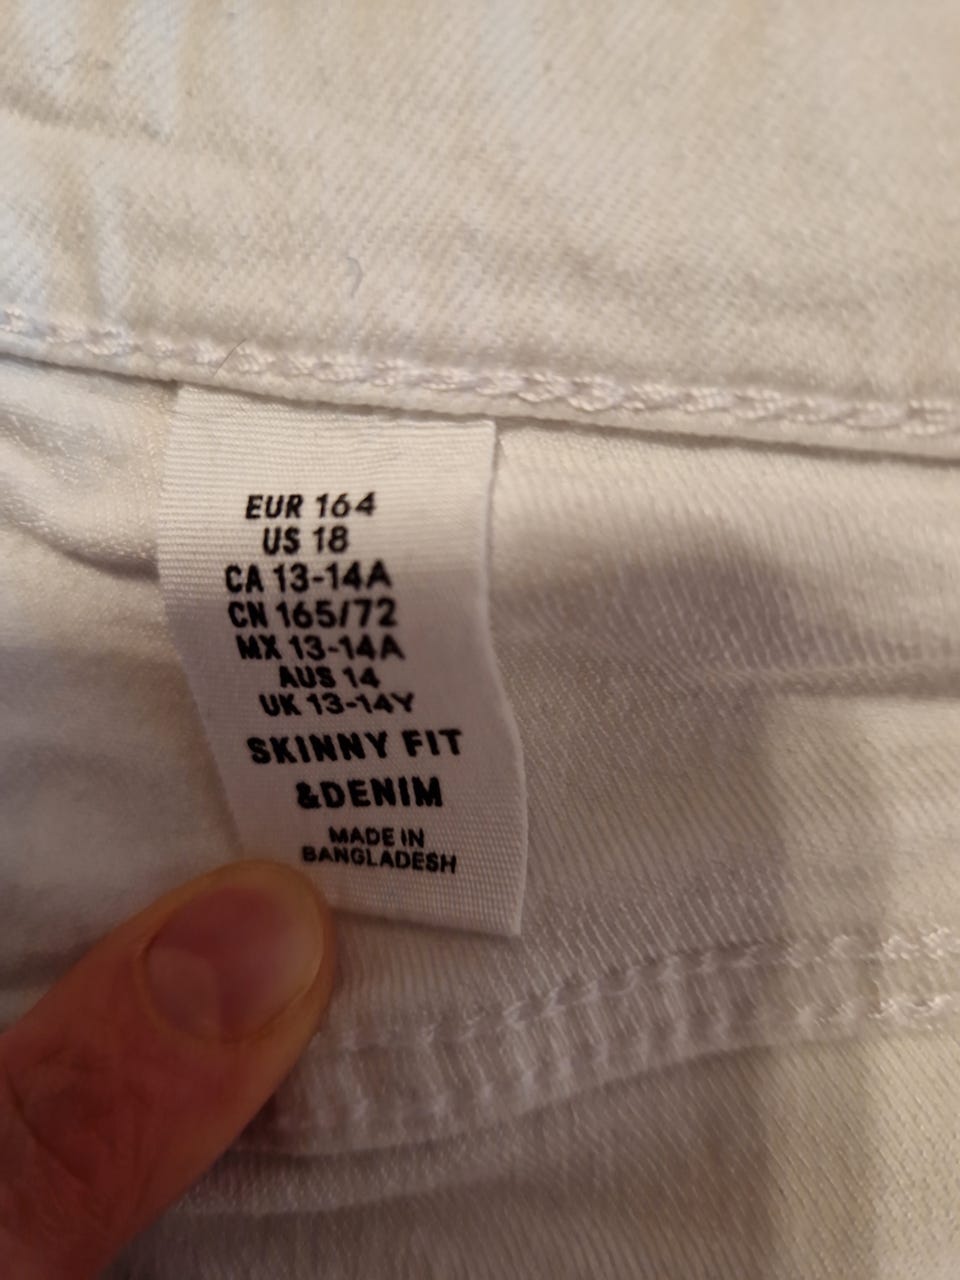 EUR 164
US 18
CA 13-14A
CN 165/72
MX 13-14A
AUS 14
UK 13-14Y
SKINNY FIT
&DENIM
MADE IN
BANGLADESH